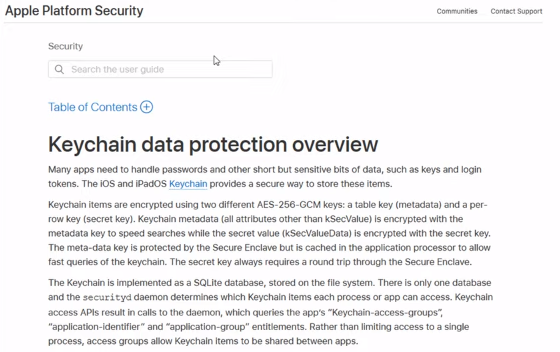 Apple Platform Security
Communities Contact Support
Security
Search the user guide
Table of Contents
Keychain data protection overview
Many apps need to handle passwords and other short but sensitive bits of data, such as keys and login
tokens. The iOS and iPadOS Keychain provides a secure way to store these items.
Keychain items are encrypted using two different AES-256-GCM keys: a table key (metadata) and a per-
row key (secret key). Keychain metadata (all attributes other than kSecValue) is encrypted with the
metadata key to speed searches while the secret value (kSecValueData) is encrypted with the secret key.
The meta-data key is protected by the Secure Enclave but is cached in the application processor to allow
fast queries of the keychain. The secret key always requires a round trip through the Secure Enclave.
The Keychain is implemented as a SQLite database, stored on the file system. There is only one database
and the securityd daemon determines which Keychain items each process or app can access. Keychain
access APIs result in calls to the daemon, which queries the app's “Keychain-access-groups”,
“application-identifier” and “application-group” entitlements. Rather than limiting access to a single
process, access groups allow Keychain items to be shared between apps.